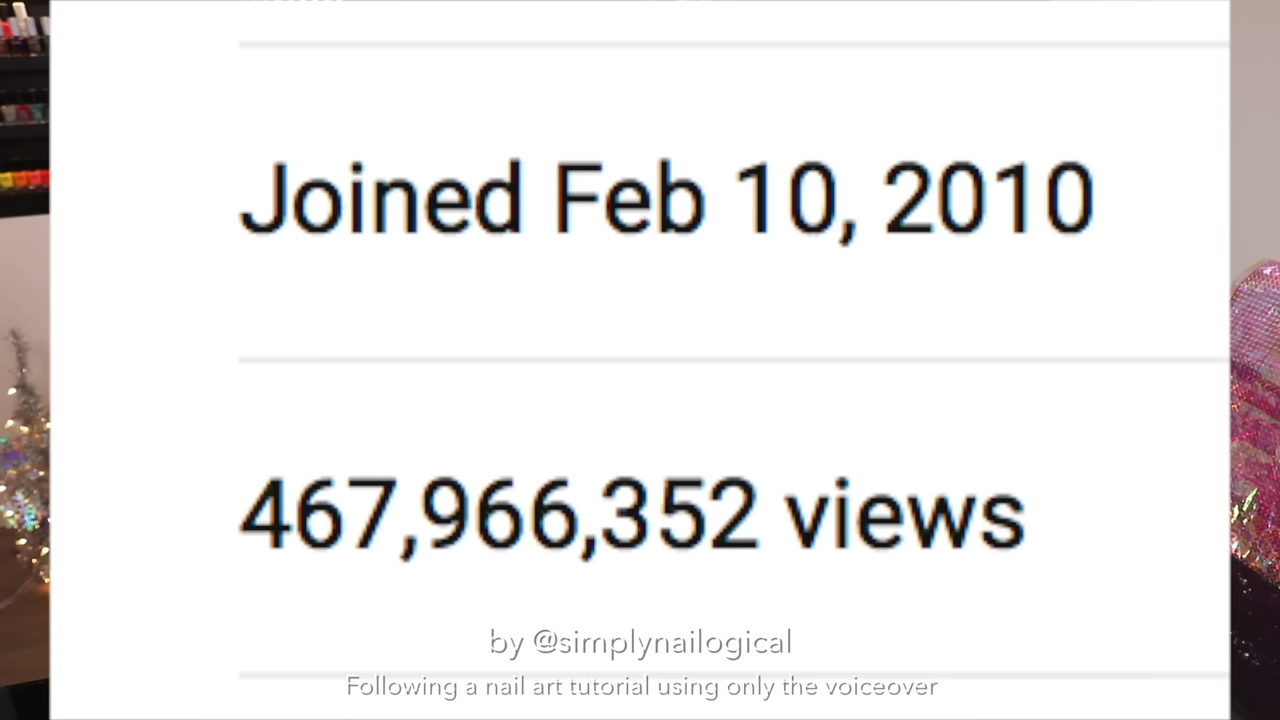 Joined Feb 10, 2010
467,966,352 views
by @simplynailogical
Following a nail art tutorial using only the voiceover